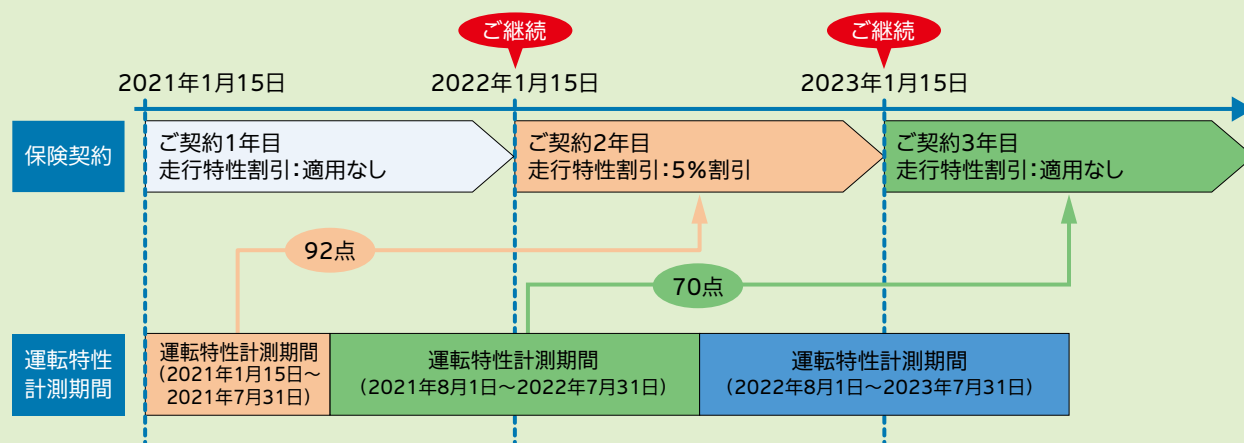 ご継続
ご継続
2021年1月15日
2022年1月15日
2023年1月15日
保険契約
ご契約1年目
走行特性割引:適用なし
ご契約2年目
走行特性割引:5%割引
ご契約3年目
走行特性割引:適用なし
92点
70点
運転特性
計測期間
運転特性計測期間
(2021年1月15日～
2021年7月31日)
運転特性計測期間
(2021年8月1日～2022年7月31日)
運転特性計測期間
(2022年8月1日～2023年7月31日)